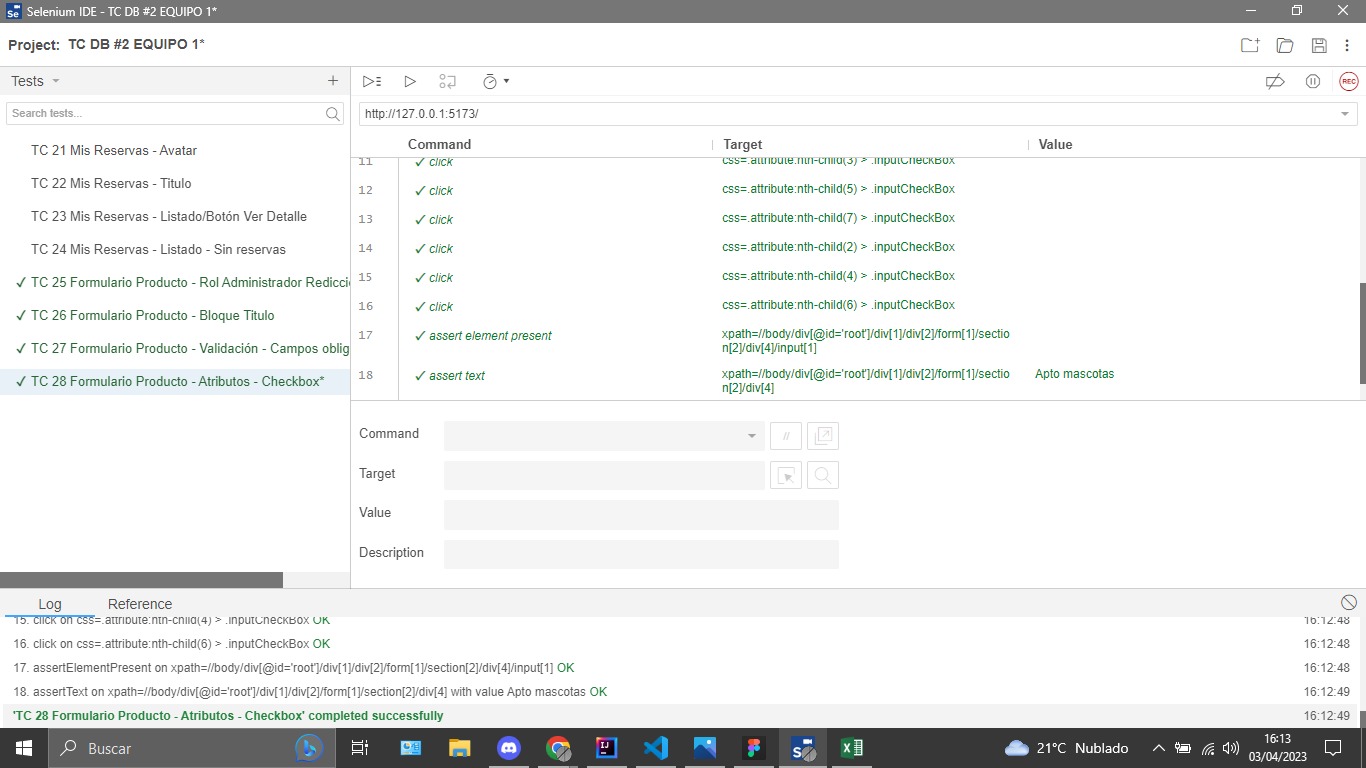 Selenium IDE - TC DB #2 EQUIPO 1*
Project: TC DB #2 EQUIPO 1*
Tests
Search tests...
TC 21 Mis Reservas - Avatar
TC 22 Mis Reservas - Titulo
TC 23 Mis Reservas - Listado/Botón Ver Detalle
TC 24 Mis Reservas - Listado - Sin reservas
✓ TC 25 Formulario Producto - Rol Administrador Redicci
✓ TC 26 Formulario Producto - Bloque Titulo
✓ TC 27 Formulario Producto - Validación - Campos oblig
✓ TC 28 Formulario Producto - Atributos - Checkbox*
REC
http://127.0.0.1:5173/
Command Target Value
11 ✓ click css=.attribute:nth-child(3) > .inputCheckBox
12 ✓ click css=.attribute:nth-child(5) > .inputCheckBox
13 ✓ click css=.attribute:nth-child(7) > .inputCheckBox
14 ✓ click css=.attribute:nth-child(2) > .inputCheckBox
15 ✓ click css=.attribute:nth-child(4) > .inputCheckBox
16 ✓ click css=.attribute:nth-child(6) > .inputCheckBox
17 ✓ assert element present xpath=//body/div[@id='root']/div[1]/div[2]/form[1]/sectio
n[2]/div[4]/input[1]
18 ✓ assert text xpath=//body/div[@id='root']/div[1]/div[2]/form[1]/sectio Apto mascotas
n[2]/div[4]
Command
//
Target
Value
Description
Log Reference
15. click on css=.attribute:nth-child(4) > .inputCheckBox OK 16:12:48
16. click on css=.attribute:nth-child(6) > .inputCheckBox OK 16:12:48
17. assertElementPresent on xpath=//body/div[@id='root']/div[1]/div[2]/form[1]/section[2]/div[4]/input[1] OK 16:12:48
18. assertText on xpath=//body/div[@id='root']/div[1]/div[2]/form[1]/section[2]/div[4] with value Apto mascotas OK 16:12:49
'TC 28 Formulario Producto - Atributos - Checkbox' completed successfully 16:12:49
Buscar
21°C Nublado
16:13
03/04/2023